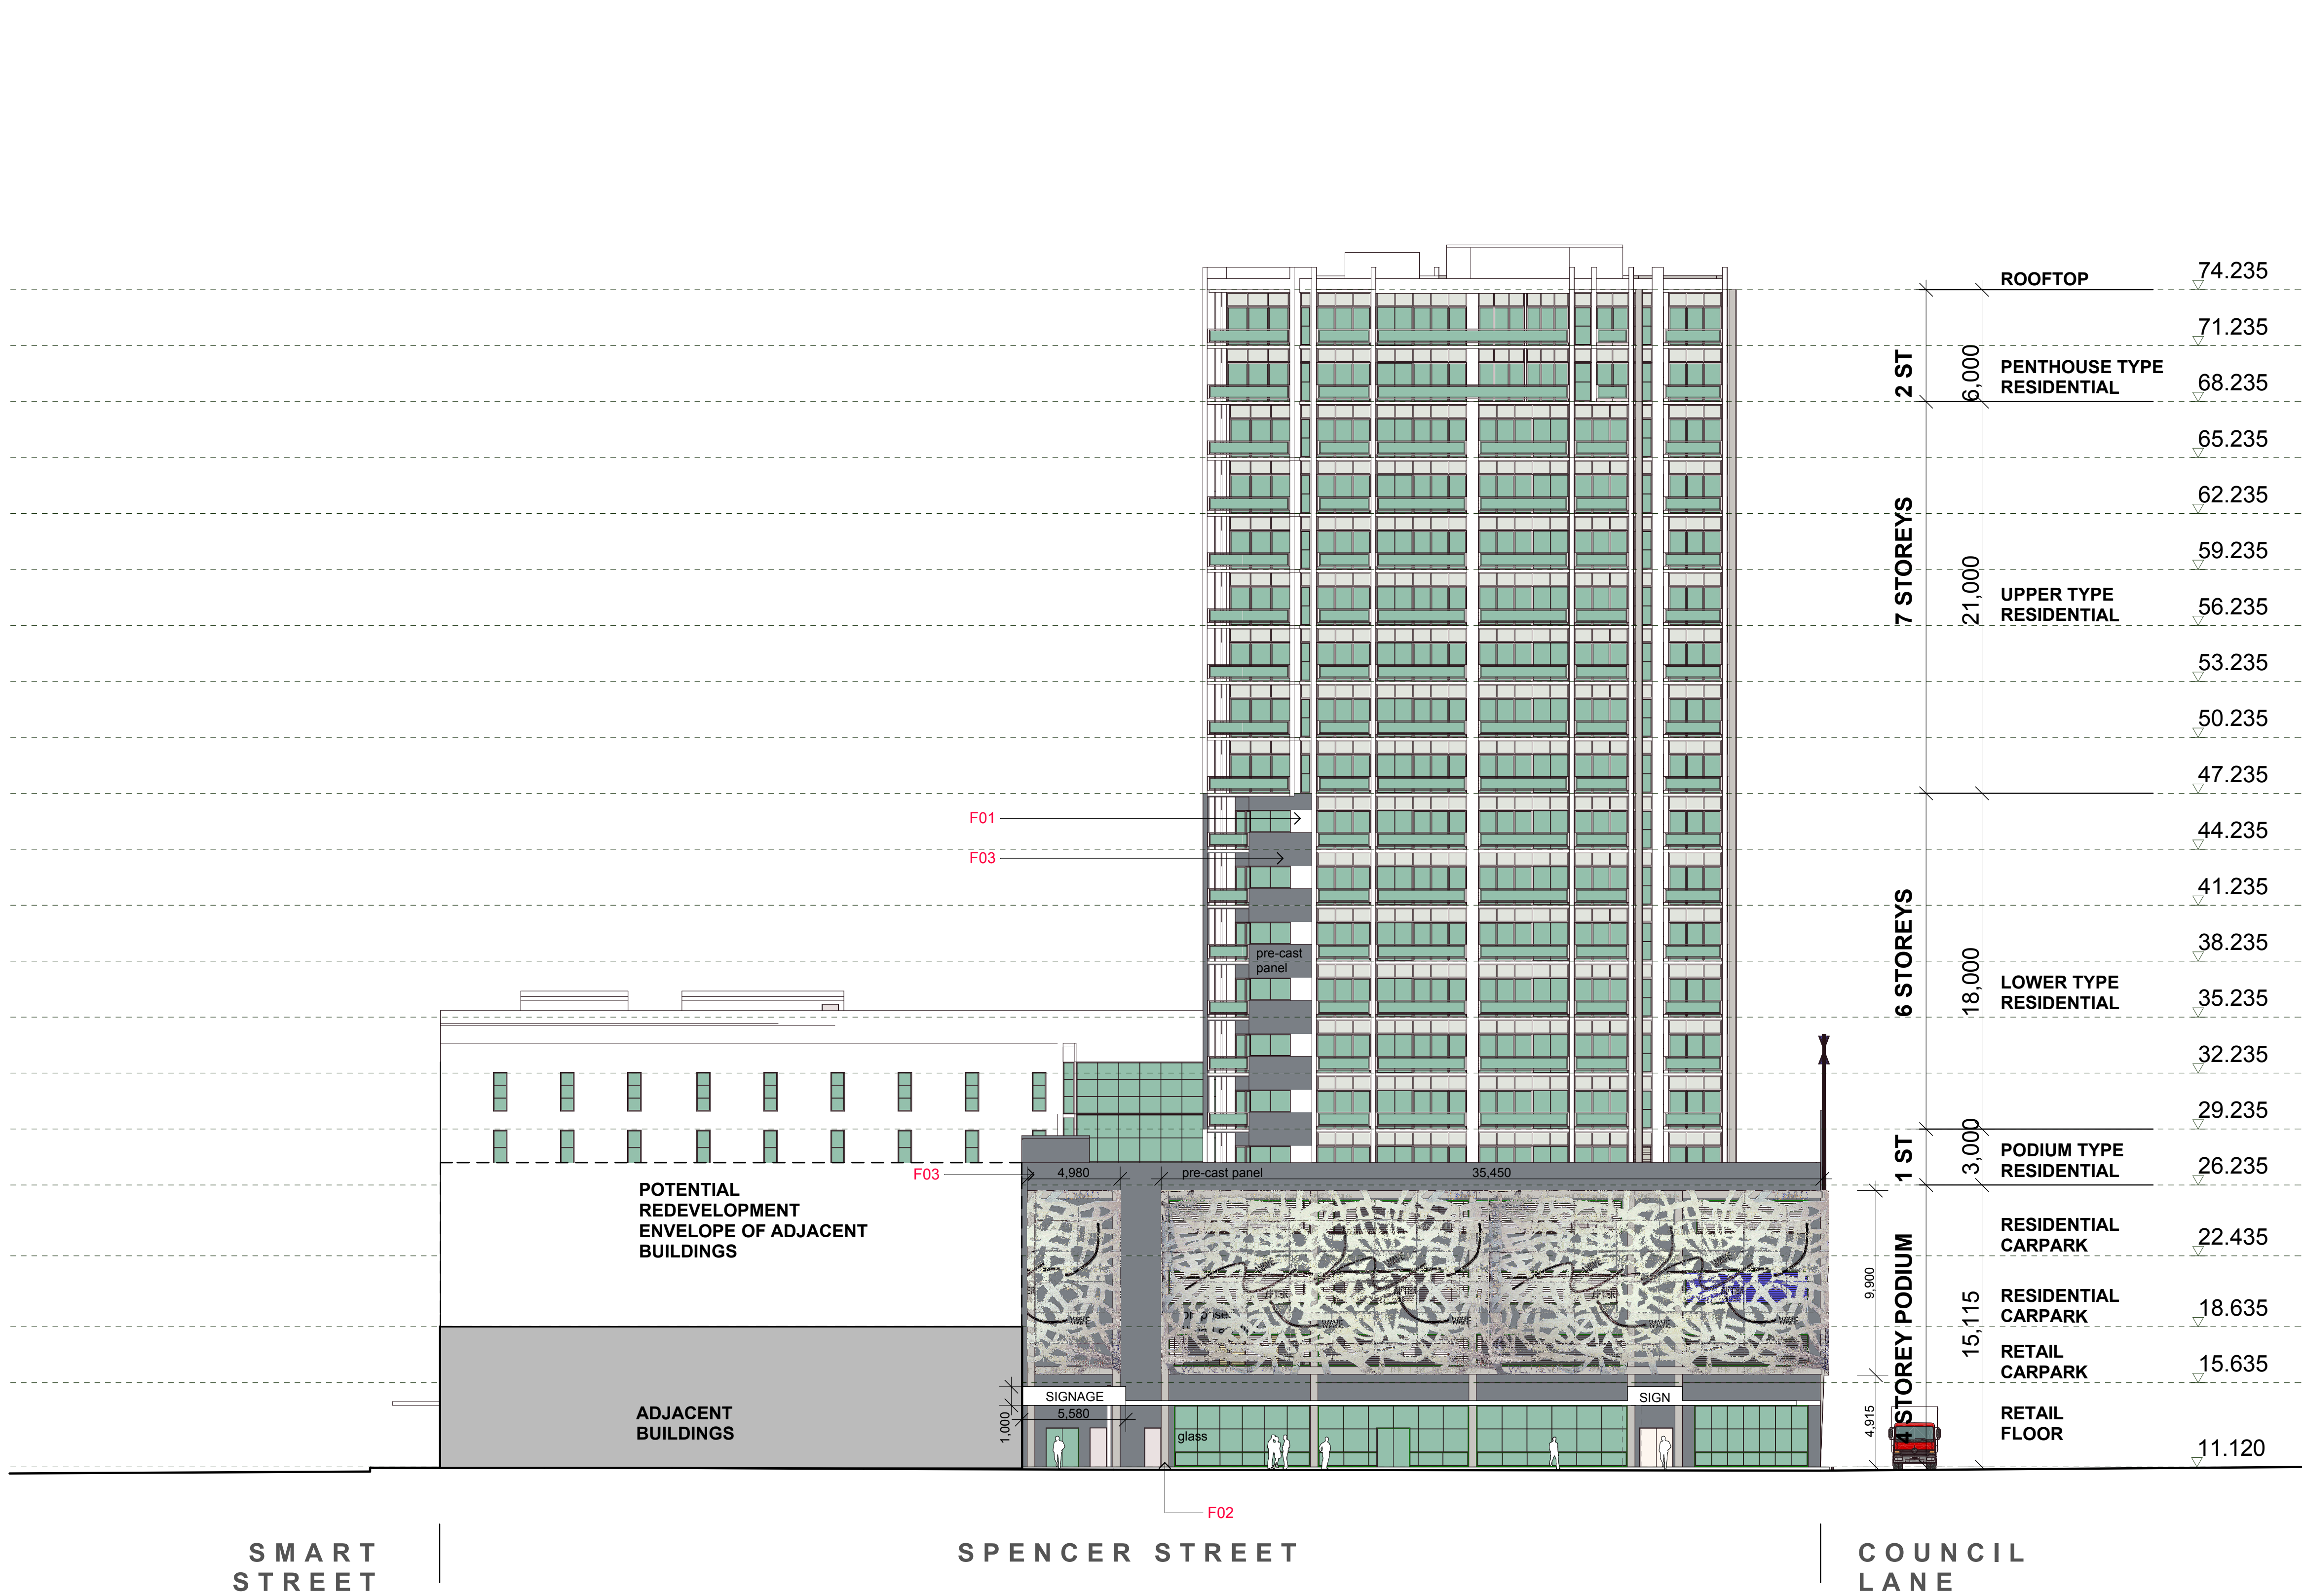 ROOFTOP
74.235
71.235
2 ST
6,000
PENTHOUSE TYPE
RESIDENTIAL
68.235
65.235
62.235
7 STOREYS
21,000
59.235
UPPER TYPE
RESIDENTIAL
56.235
53.235
50.235
47.235
F01
44.235
F03
41.235
pre-cast
panel
38.235
6 STOREYS
18,000
LOWER TYPE
RESIDENTIAL
35.235
32.235
29.235
1 ST
3,000
PODIUM TYPE
RESIDENTIAL
26.235
F03
4,980
pre-cast panel
35,450
POTENTIAL
REDEVELOPMENT
ENVELOPE OF ADJACENT
BUILDINGS
RESIDENTIAL
CARPARK
22.435
9,900
4 STOREY PODIUM
15,115
RESIDENTIAL
CARPARK
18.635
RETAIL
CARPARK
15.635
SIGNAGE
SIGN
5,580
1,000
4,915
ADJACENT
BUILDINGS
glass
RETAIL
FLOOR
11.120
F02
SMART
STREET
SPENCER STREET
COUNCIL
LANE